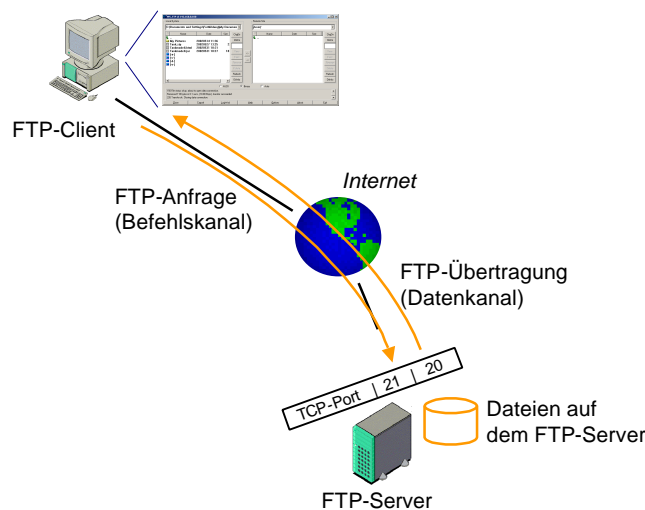 FTP-Client
FTP-Anfrage
(Befehlskanal)
Internet
FTP-Übertragung
(Datenkanal)
TCP-Port | 21 | 20
Dateien auf
dem FTP-Server
FTP-Server